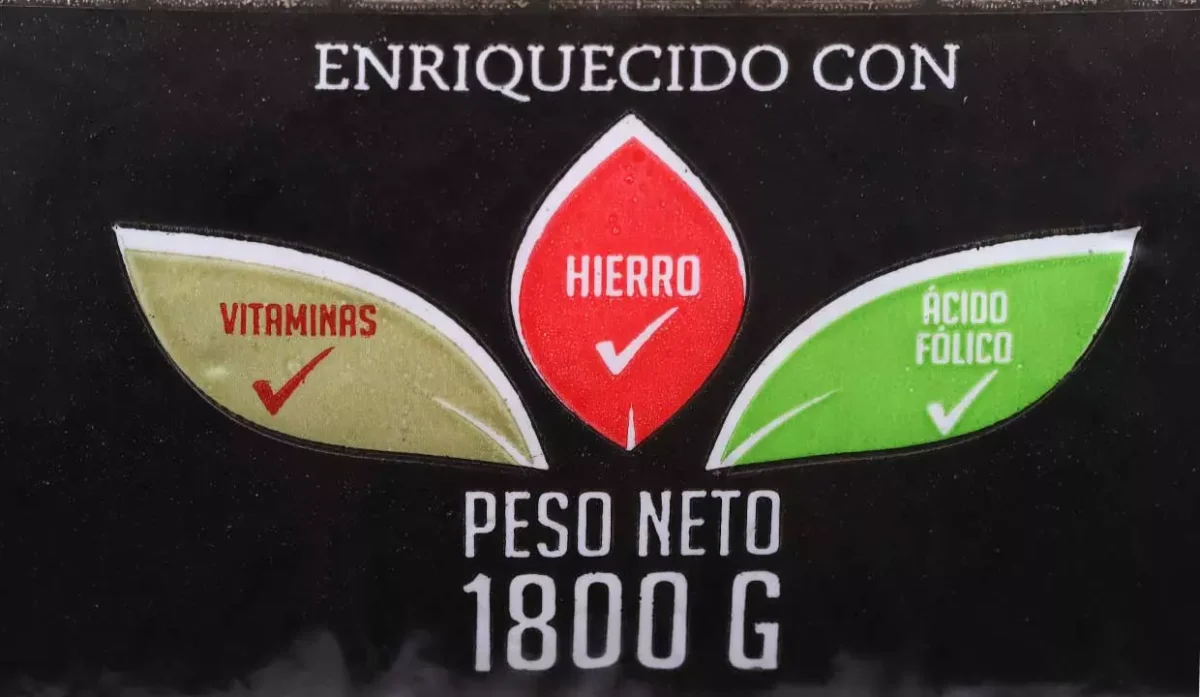 ENRIQUECIDO CON
VITAMINAS
HIERRO
ÁCIDO
FÓLICO
PESO NETO
1800 G